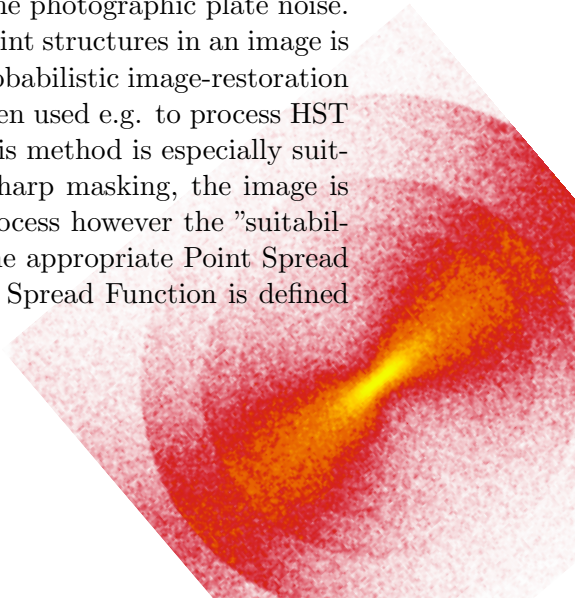 ne photographic plate noise.
int structures in an image is
obabilistic image-restoration
en used e.g. to process HST
is method is especially suit-
harp masking, the image is
ocess however the ”suitabil-
ne appropriate Point Spread
Spread Function is defined